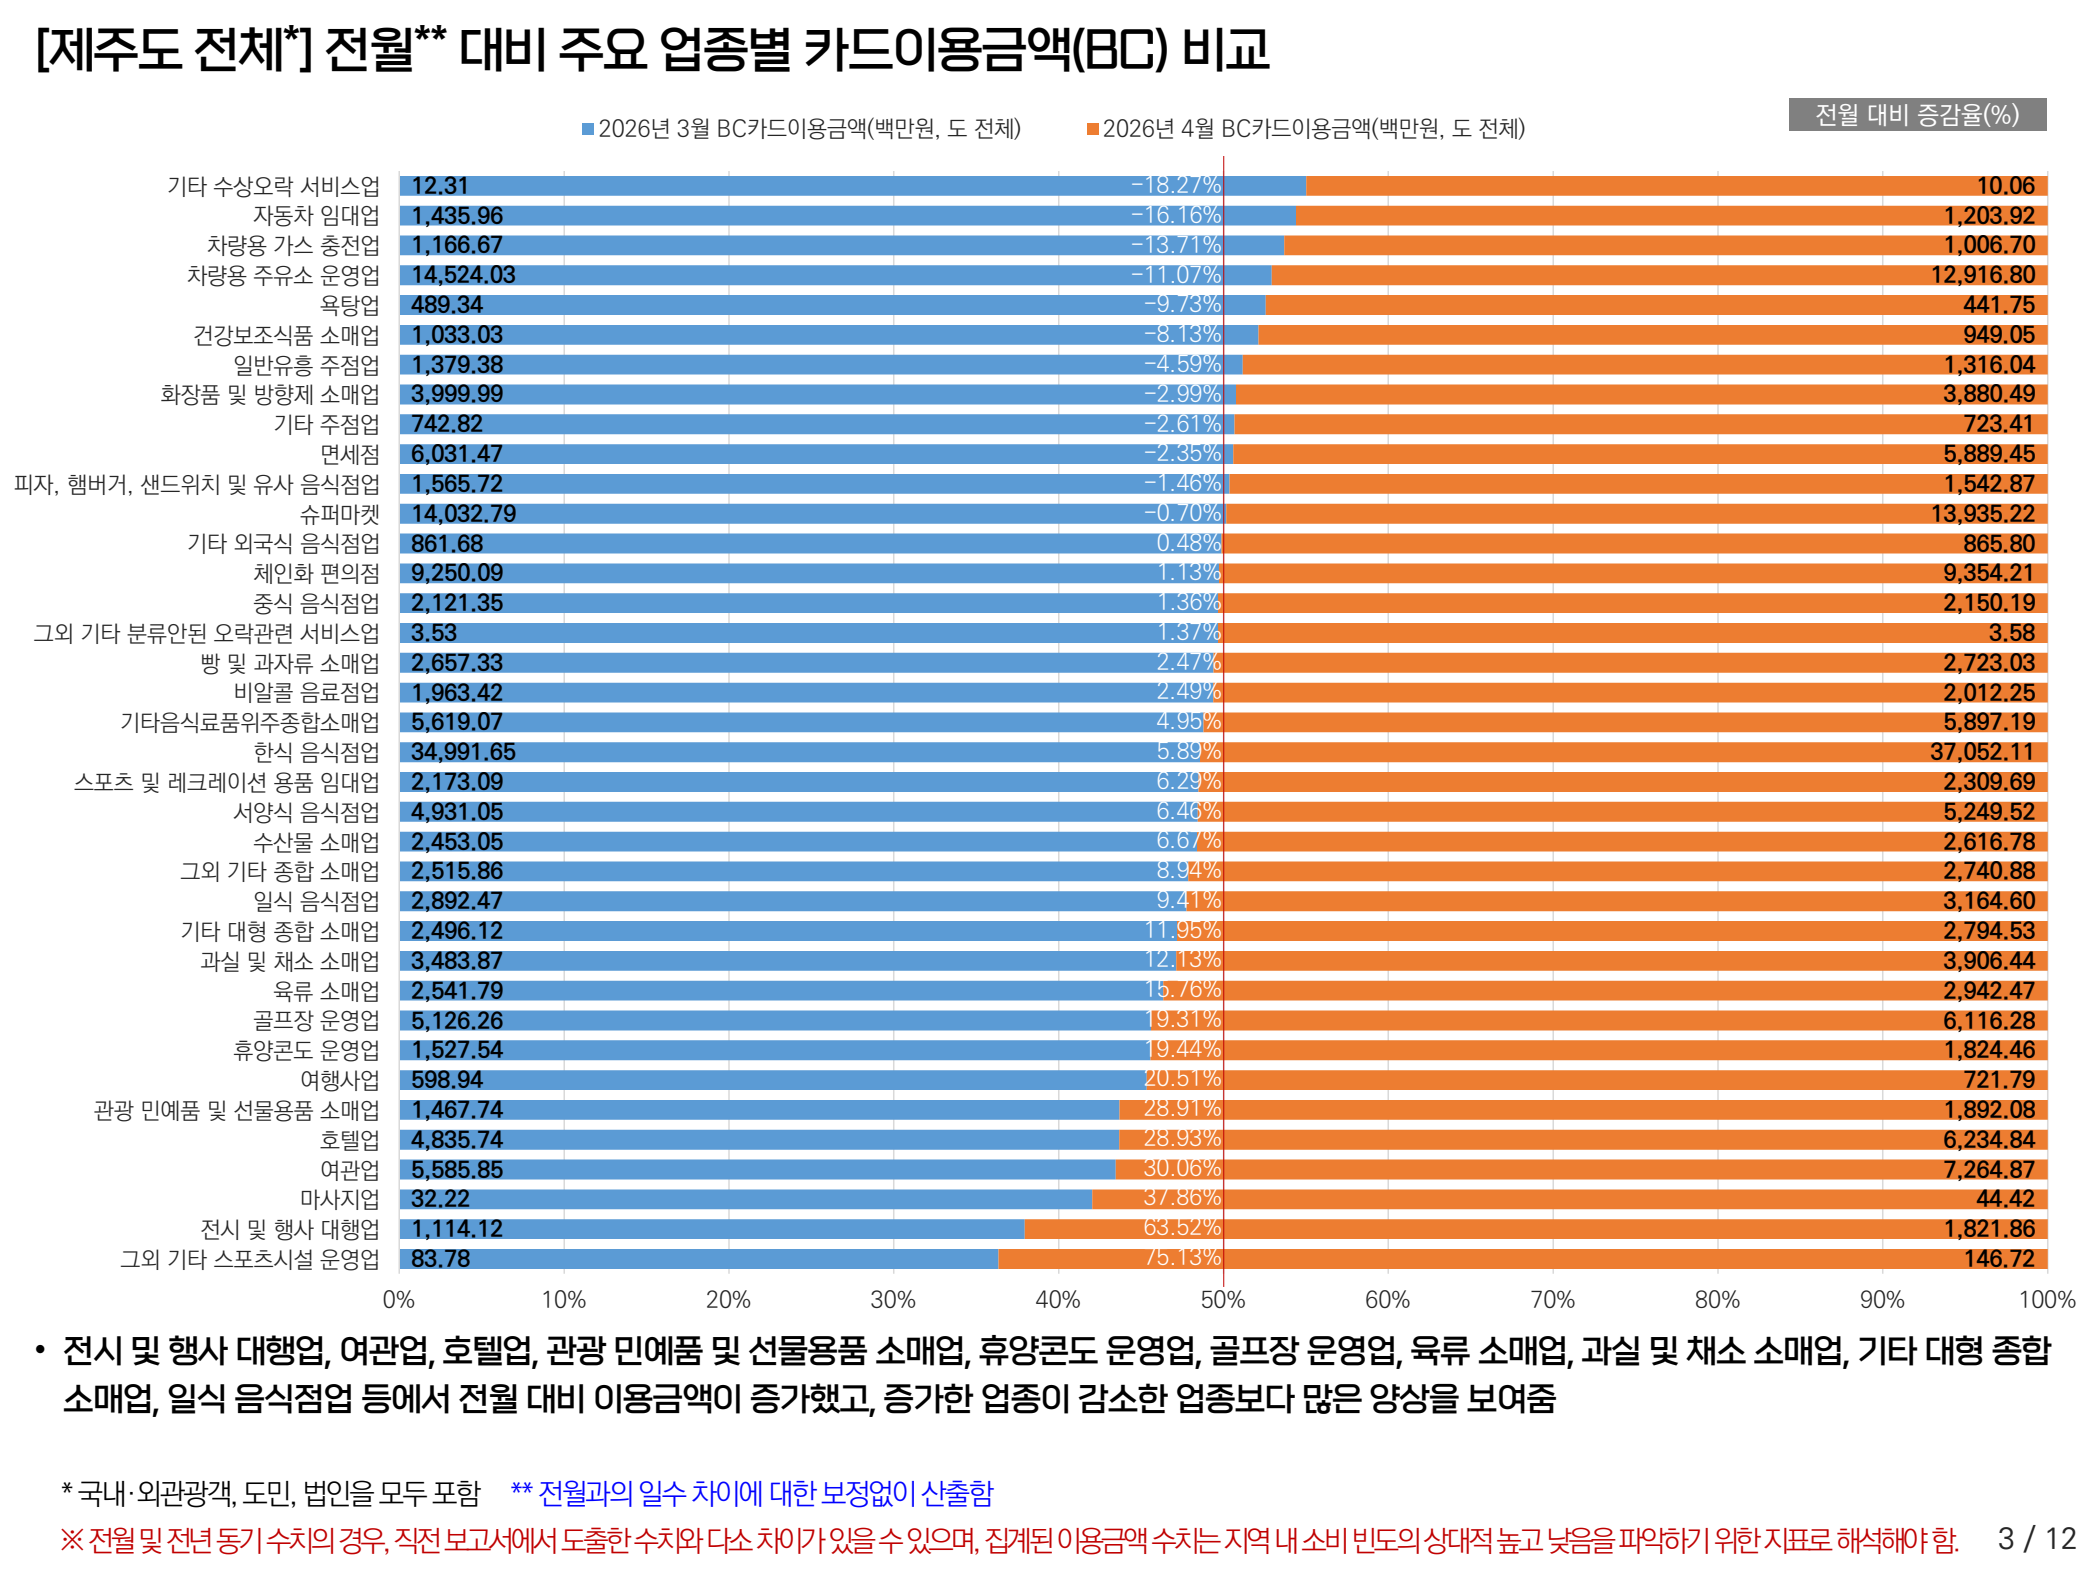 [제주도 전체*] 전월** 대비 주요 업종별 카드이용금액(BC) 비교
전월 대비 증감율(%)
2026년 3월 BC카드이용금액(백만원, 도 전체) 2026년 4월 BC카드이용금액(백만원, 도 전체)
기타 수상오락 서비스업 12.31 -18.27% 10.06
자동차 임대업 1,435.96 -16.16% 1,203.92
차량용 가스 충전업 1,166.67 -13.71% 1,006.70
차량용 주유소 운영업 14,524.03 -11.07% 12,916.80
욕탕업 489.34 -9.73% 441.75
건강보조식품 소매업 1,033.03 -8.13% 949.05
일반유흥 주점업 1,379.38 -4.59% 1,316.04
화장품 및 방향제 소매업 3,999.99 -2.99% 3,880.49
기타 주점업 742.82 -2.61% 723.41
면세점 6,031.47 -2.35% 5,889.45
피자, 햄버거, 샌드위치 및 유사 음식점업 1,565.72 -1.46% 1,542.87
슈퍼마켓 14,032.79 -0.70% 13,935.22
기타 외국식 음식점업 861.68 0.48% 865.80
체인화 편의점 9,250.09 1.13% 9,354.21
중식 음식점업 2,121.35 1.36% 2,150.19
그외 기타 분류안된 오락관련 서비스업 3.53 1.37% 3.58
빵 및 과자류 소매업 2,657.33 2.47% 2,723.03
비알콜 음료점업 1,963.42 2.49% 2,012.25
기타음식료품위주종합소매업 5,619.07 4.95% 5,897.19
한식 음식점업 34,991.65 5.89% 37,052.11
스포츠 및 레크레이션 용품 임대업 2,173.09 6.29% 2,309.69
서양식 음식점업 4,931.05 6.46% 5,249.52
수산물 소매업 2,453.05 6.67% 2,616.78
그외 기타 종합 소매업 2,515.86 8.94% 2,740.88
일식 음식점업 2,892.47 9.41% 3,164.60
기타 대형 종합 소매업 2,496.12 11.95% 2,794.53
과실 및 채소 소매업 3,483.87 12.13% 3,906.44
육류 소매업 2,541.79 15.76% 2,942.47
골프장 운영업 5,126.26 19.31% 6,116.28
휴양콘도 운영업 1,527.54 19.44% 1,824.46
여행사업 598.94 20.51% 721.79
관광 민예품 및 선물용품 소매업 1,467.74 28.91% 1,892.08
호텔업 4,835.74 28.93% 6,234.84
여관업 5,585.85 30.06% 7,264.87
마사지업 32.22 37.86% 44.42
전시 및 행사 대행업 1,114.12 63.52% 1,821.86
그외 기타 스포츠시설 운영업 83.78 75.13% 146.72
0% 10% 20% 30% 40% 50% 60% 70% 80% 90% 100%
• 전시 및 행사 대행업, 여관업, 호텔업, 관광 민예품 및 선물용품 소매업, 휴양콘도 운영업, 골프장 운영업, 육류 소매업, 과실 및 채소 소매업, 기타 대형 종합
소매업, 일식 음식점업 등에서 전월 대비 이용금액이 증가했고, 증가한 업종이 감소한 업종보다 많은 양상을 보여줌
* 국내·외관광객, 도민, 법인을 모두 포함 ** 전월과의 일수 차이에 대한 보정없이 산출함
※ 전월 및 전년 동기 수치의 경우, 직전 보고서에서 도출한 수치와 다소 차이가 있을 수 있으며, 집계된 이용금액 수치는 지역 내 소비 빈도의 상대적 높고 낮음을 파악하기 위한 지표로 해석해야 함. 3 / 12